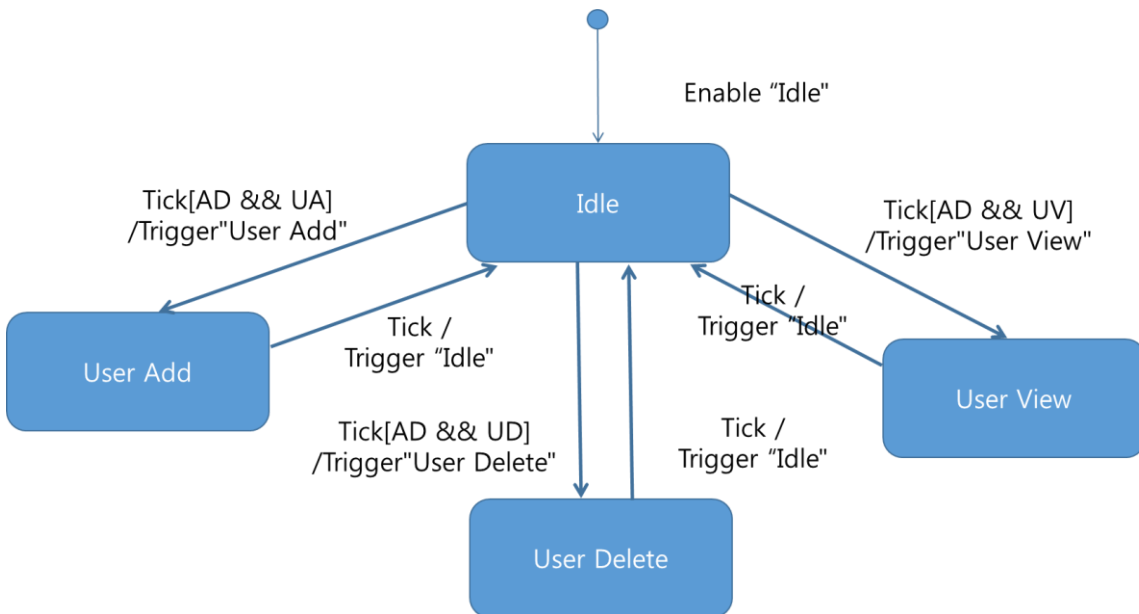 Enable “Idle"
Idle
Tick[AD && UA]
/Trigger"User Add"
Tick[AD && UV]
/Trigger"User View"
User Add
Tick /
Trigger “Idle"
Tick /
Trigger “Idle"
User View
Tick[AD && UD]
/Trigger"User Delete"
Tick /
Trigger “Idle"
User Delete